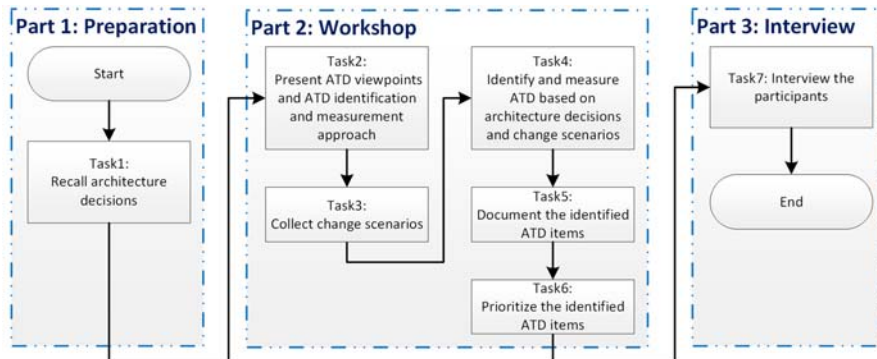 Part 1: Preparation
Start
Task1:
Recall architecture
decisions
Part 2: Workshop
Task2:
Present ATD viewpoints
and ATD identification
and measurement
approach
Task3:
Collect change scenarios
Task4:
Identify and measure
ATD based on
architecture decisions
and change scenarios
Task5:
Document the identified
ATD items
Task6:
Prioritize the identified
ATD items
Part 3: Interview
Task7: Interview the
participants
End